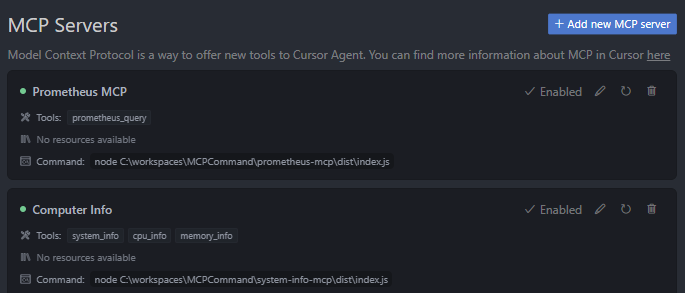 MCP Servers
+ Add new MCP server
Model Context Protocol is a way to offer new tools to Cursor Agent. You can find more information about MCP in Cursor here
Prometheus MCP
Enabled
Tools: prometheus_query
No resources available
Command: node C:\workspaces\MCPCommand\prometheus-mcp\dist\index.js
Computer Info
Enabled
Tools: system_info cpu_info memory_info
No resources available
Command: node C:\workspaces\MCPCommand\system-info-mcp\dist\index.js